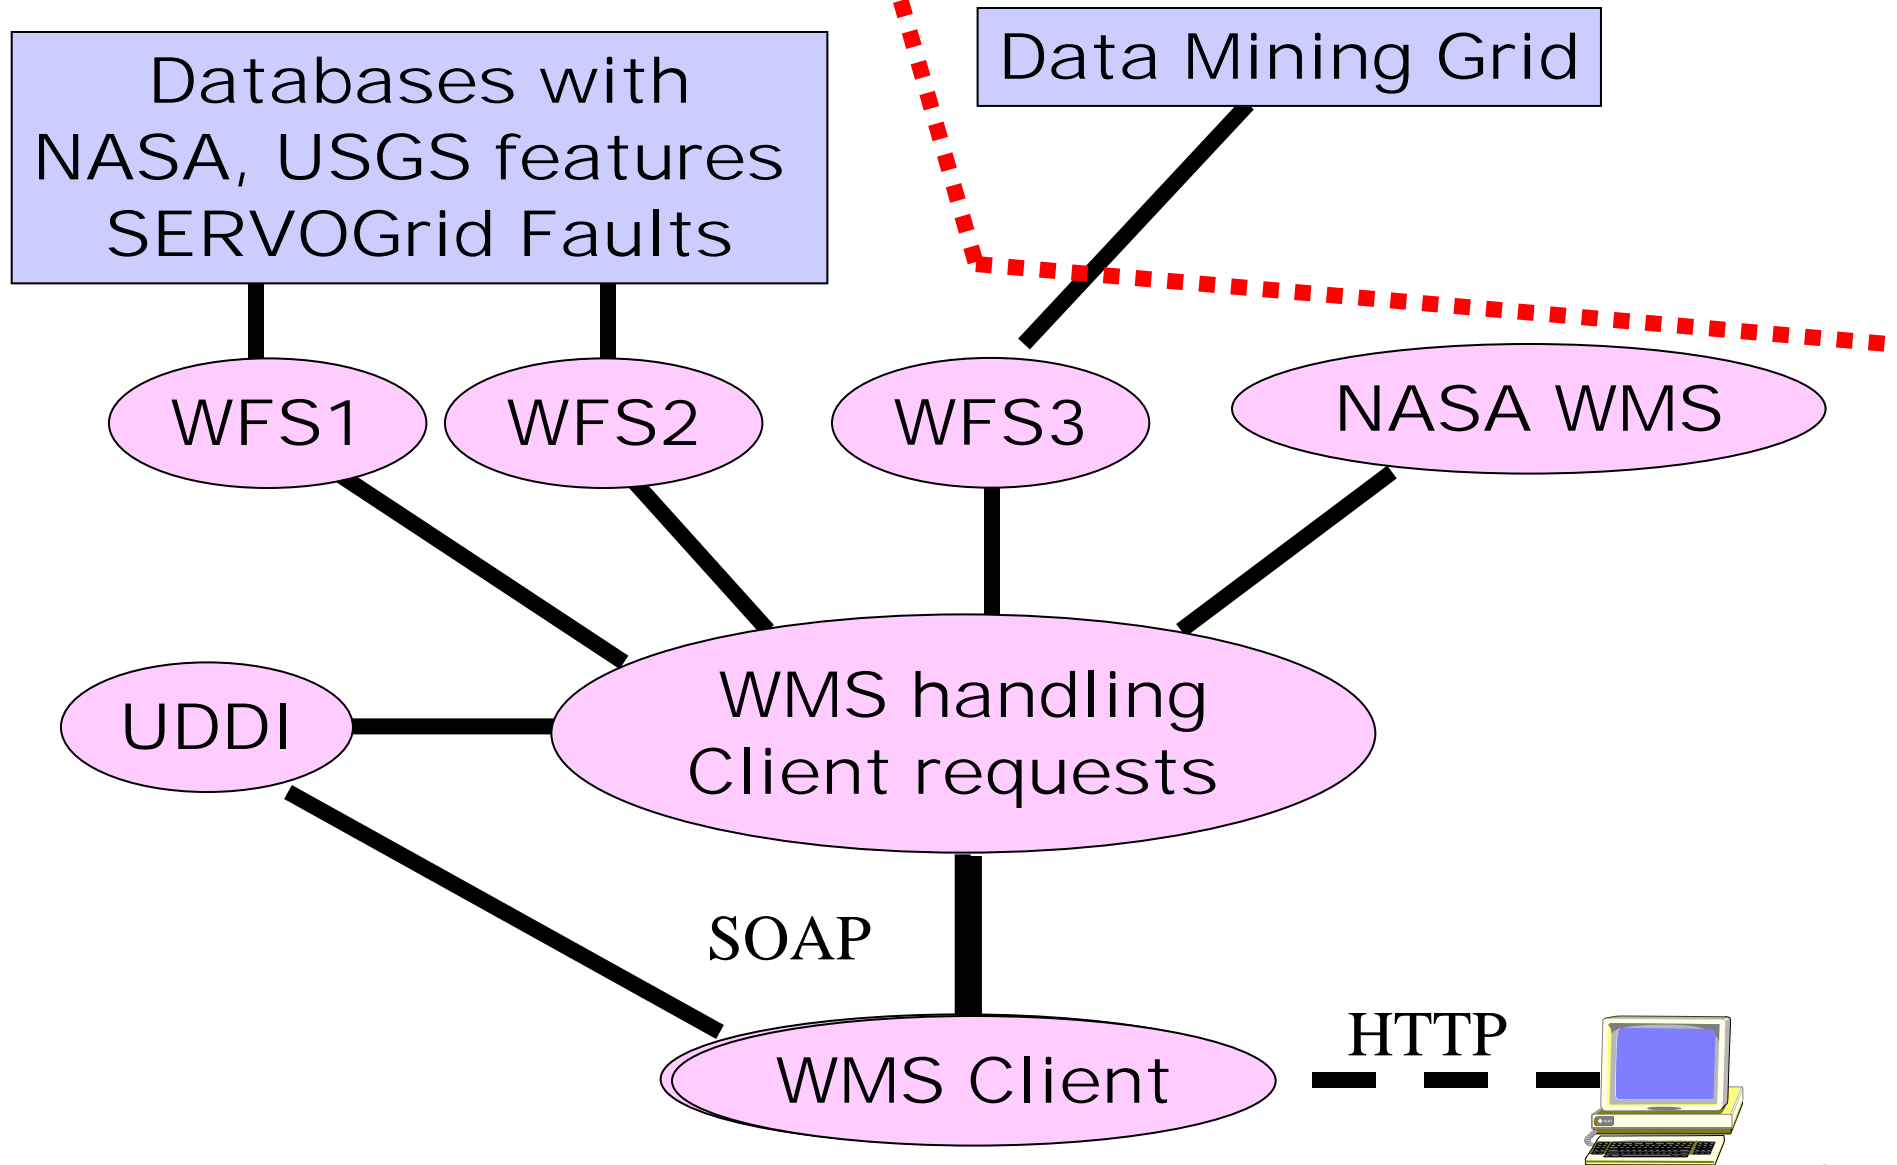 Databases with
NASA, USGS features
SERVOGrid Faults
Data Mining Grid
WFS1
WFS2
WFS3
NASA WMS
UDDI
WMS handling
Client requests
SOAP
WMS Client
HTTP